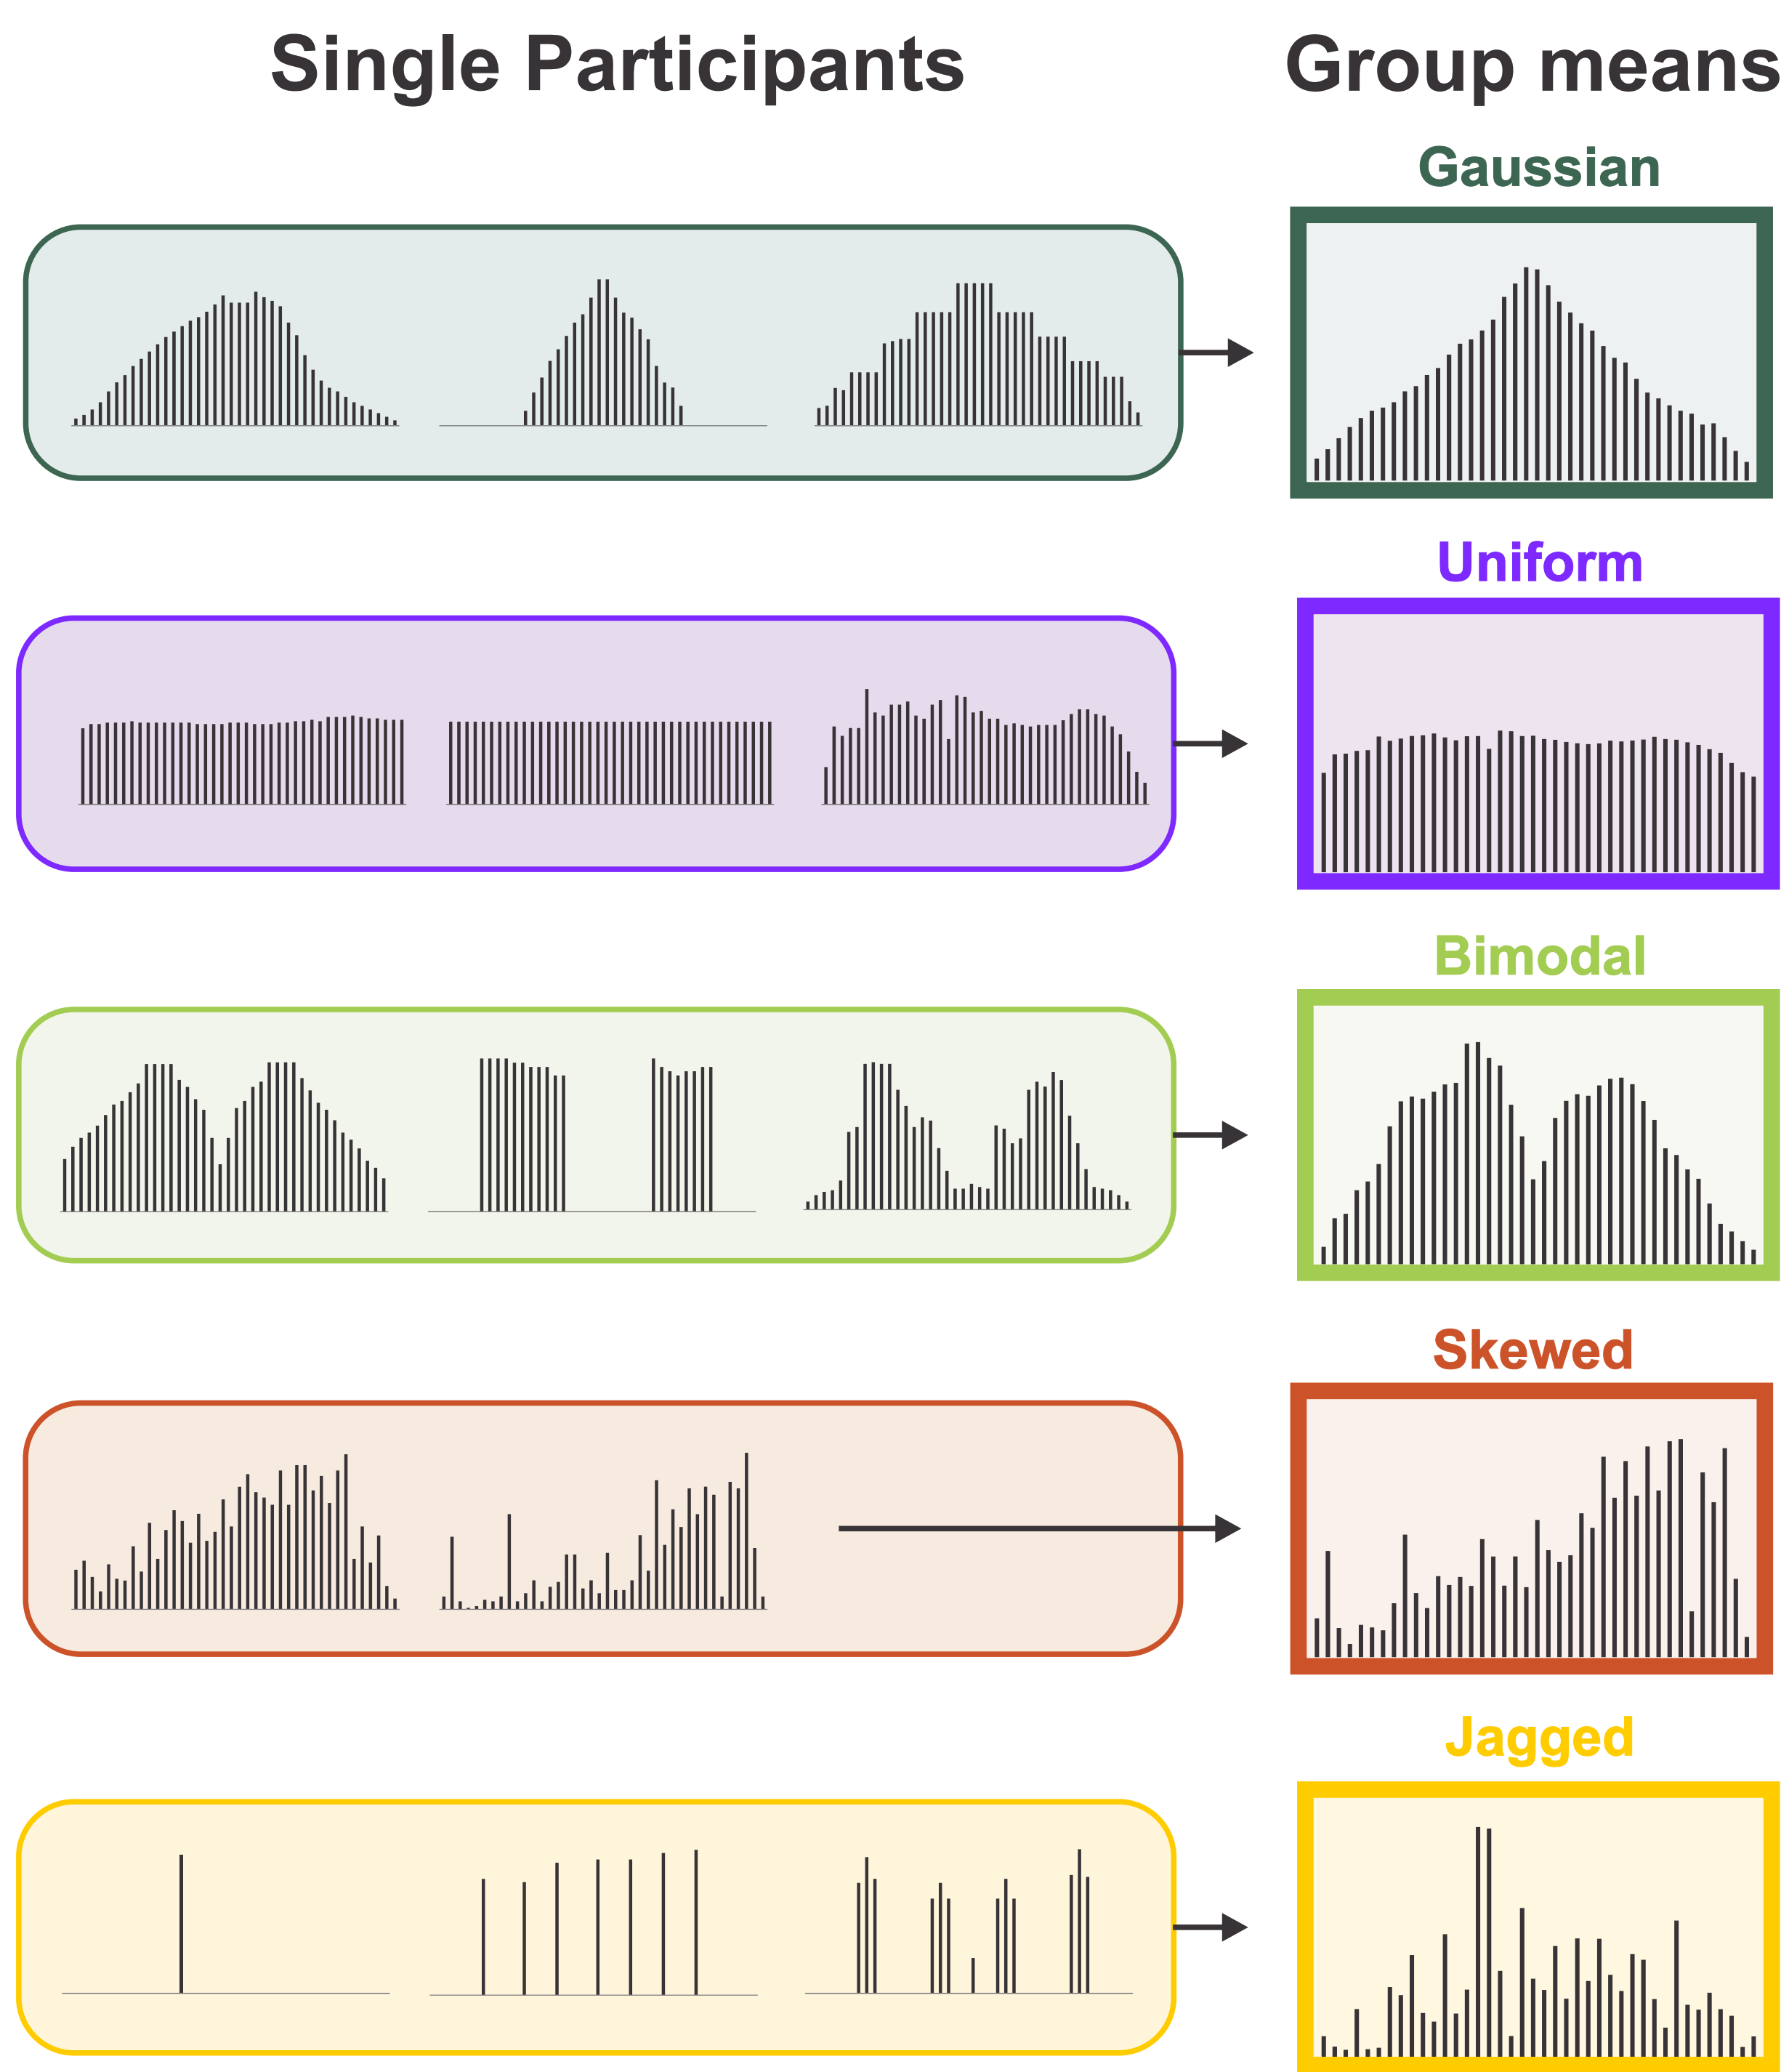 Single Participants
Group means
Gaussian
Uniform
Bimodal
Skewed
Jagged